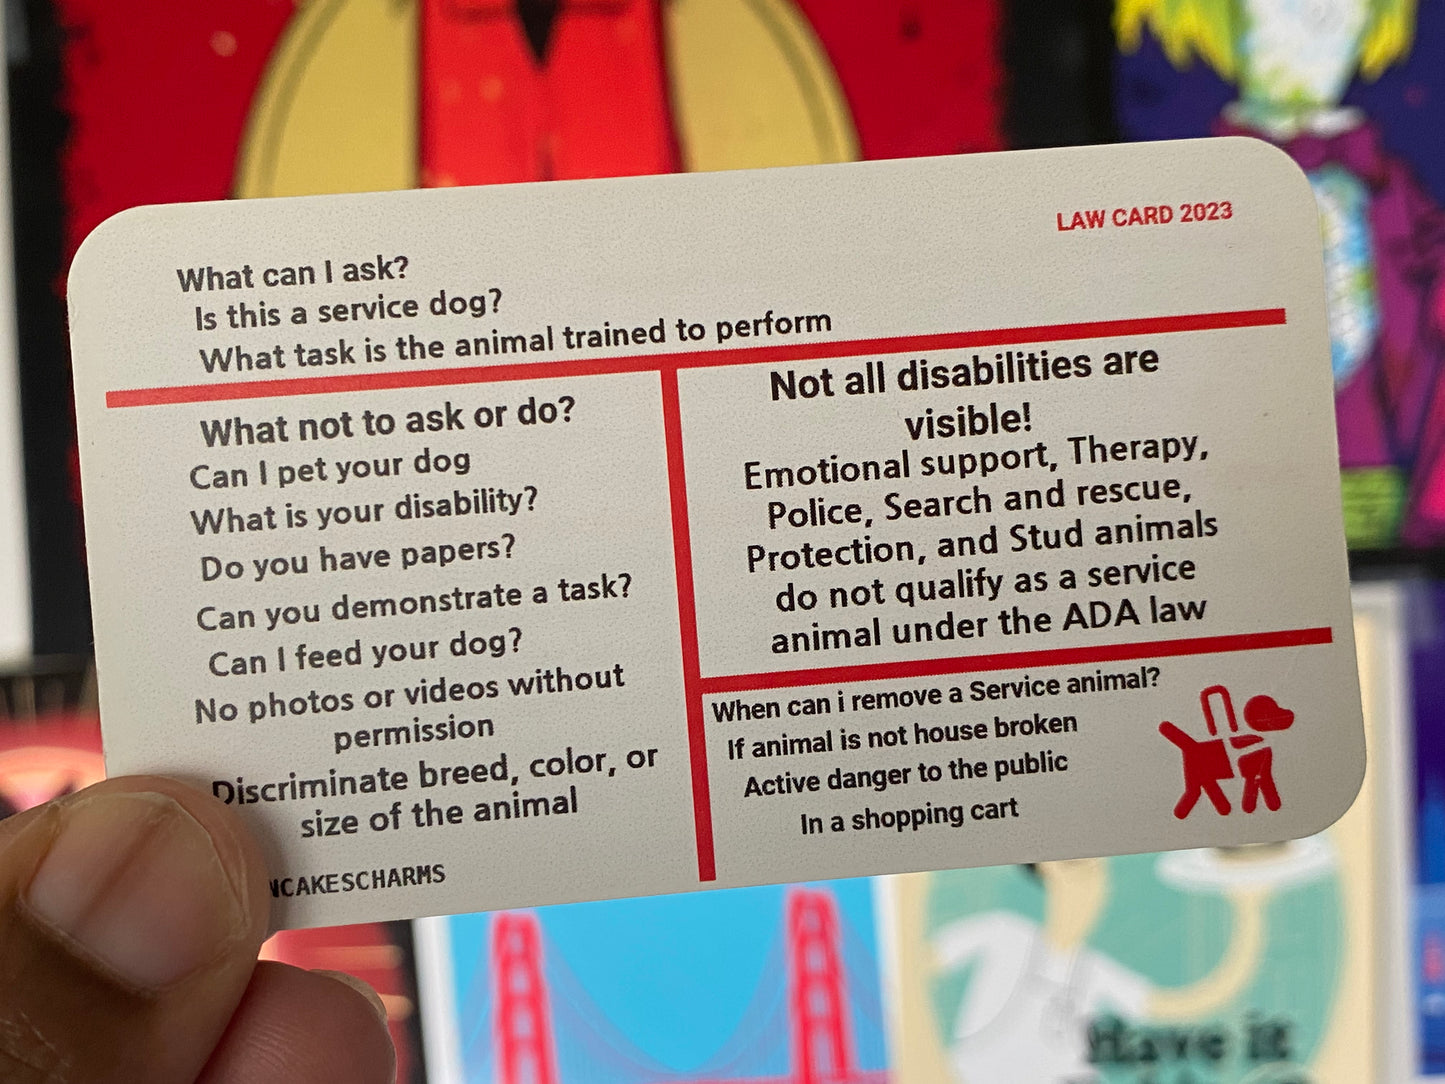 LAW CARD 2023
What can I ask?
Is this a service dog?
What task is the animal trained to perform
What not to ask or do?
Can I pet your dog
What is your disability?
Do you have papers?
Can you demonstrate a task?
Can I feed your dog?
No photos or videos without
permission
Discriminate breed, color, or
size of the animal
NCAKESCHARMS
Not all disabilities are
visible!
Emotional support, Therapy,
Police, Search and rescue,
Protection, and Stud animals
do not qualify as a service
animal under the ADA law
When can i remove a Service animal?
If animal is not house broken
Active danger to the public
In a shopping cart
Have it